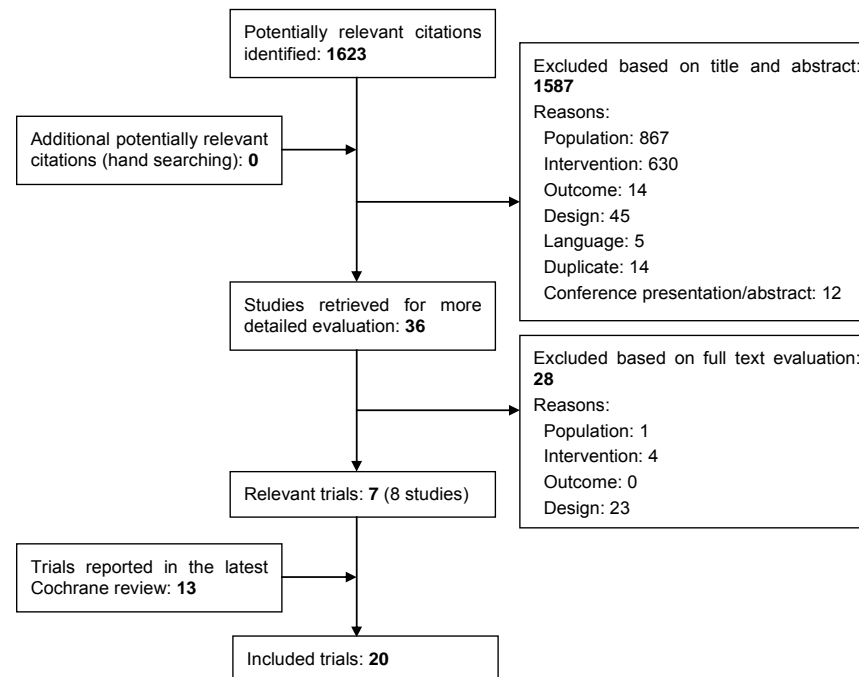 Potentially relevant citations
identified: 1623
Excluded based on title and abstract:
1587
Reasons:
Population: 867
Intervention: 630
Outcome: 14
Design: 45
Language: 5
Duplicate: 14
Conference presentation/abstract: 12
Additional potentially relevant
citations (hand searching): 0
Studies retrieved for more
detailed evaluation: 36
Excluded based on full text evaluation:
28
Reasons:
Population: 1
Intervention: 4
Outcome: 0
Design: 23
Relevant trials: 7 (8 studies)
Trials reported in the latest
Cochrane review: 13
Included trials: 20